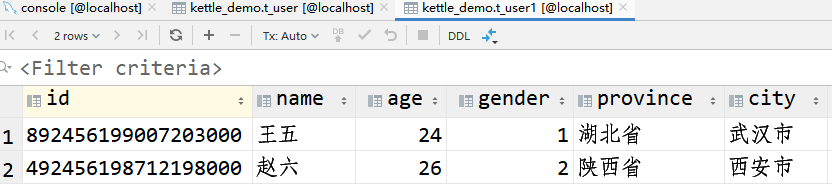 console [@localhost] kettle_demo.t_user [@localhost] kettle_demo.t_user1 [@localhost]
2 rows Tx: Auto DB DDL
<Filter criteria>
id name age gender province city
1 892456199007203000 王五 24 1 湖北省 武汉市
2 492456198712198000 赵六 26 2 陕西省 西安市